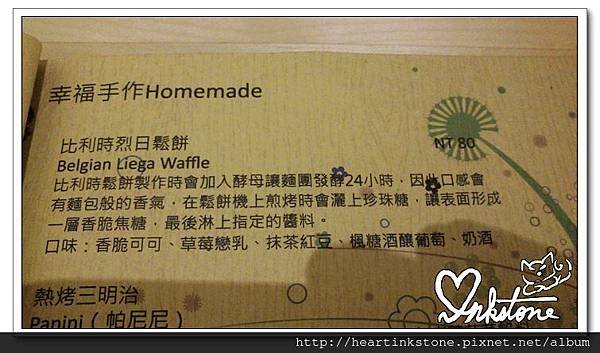 幸福手作Homemade
比利時烈日鬆餅
NT 80
Belgian Liega Waffle
比利時鬆餅製作時會加入酵母讓麵團發酵24小時，因此口感會
有麵包般的香氣，在鬆餅機上煎烤時會灑上珍珠糖，讓表面形成
一層香脆焦糖，最後淋上指定的醬料。
口味：香脆可可、草莓戀乳、抹茶紅豆、楓糖酒釀葡萄、奶酒
熱烤三明治
Panini（帕尼尼）
Inkstone
http://heartinkstone.pixnet.net/album